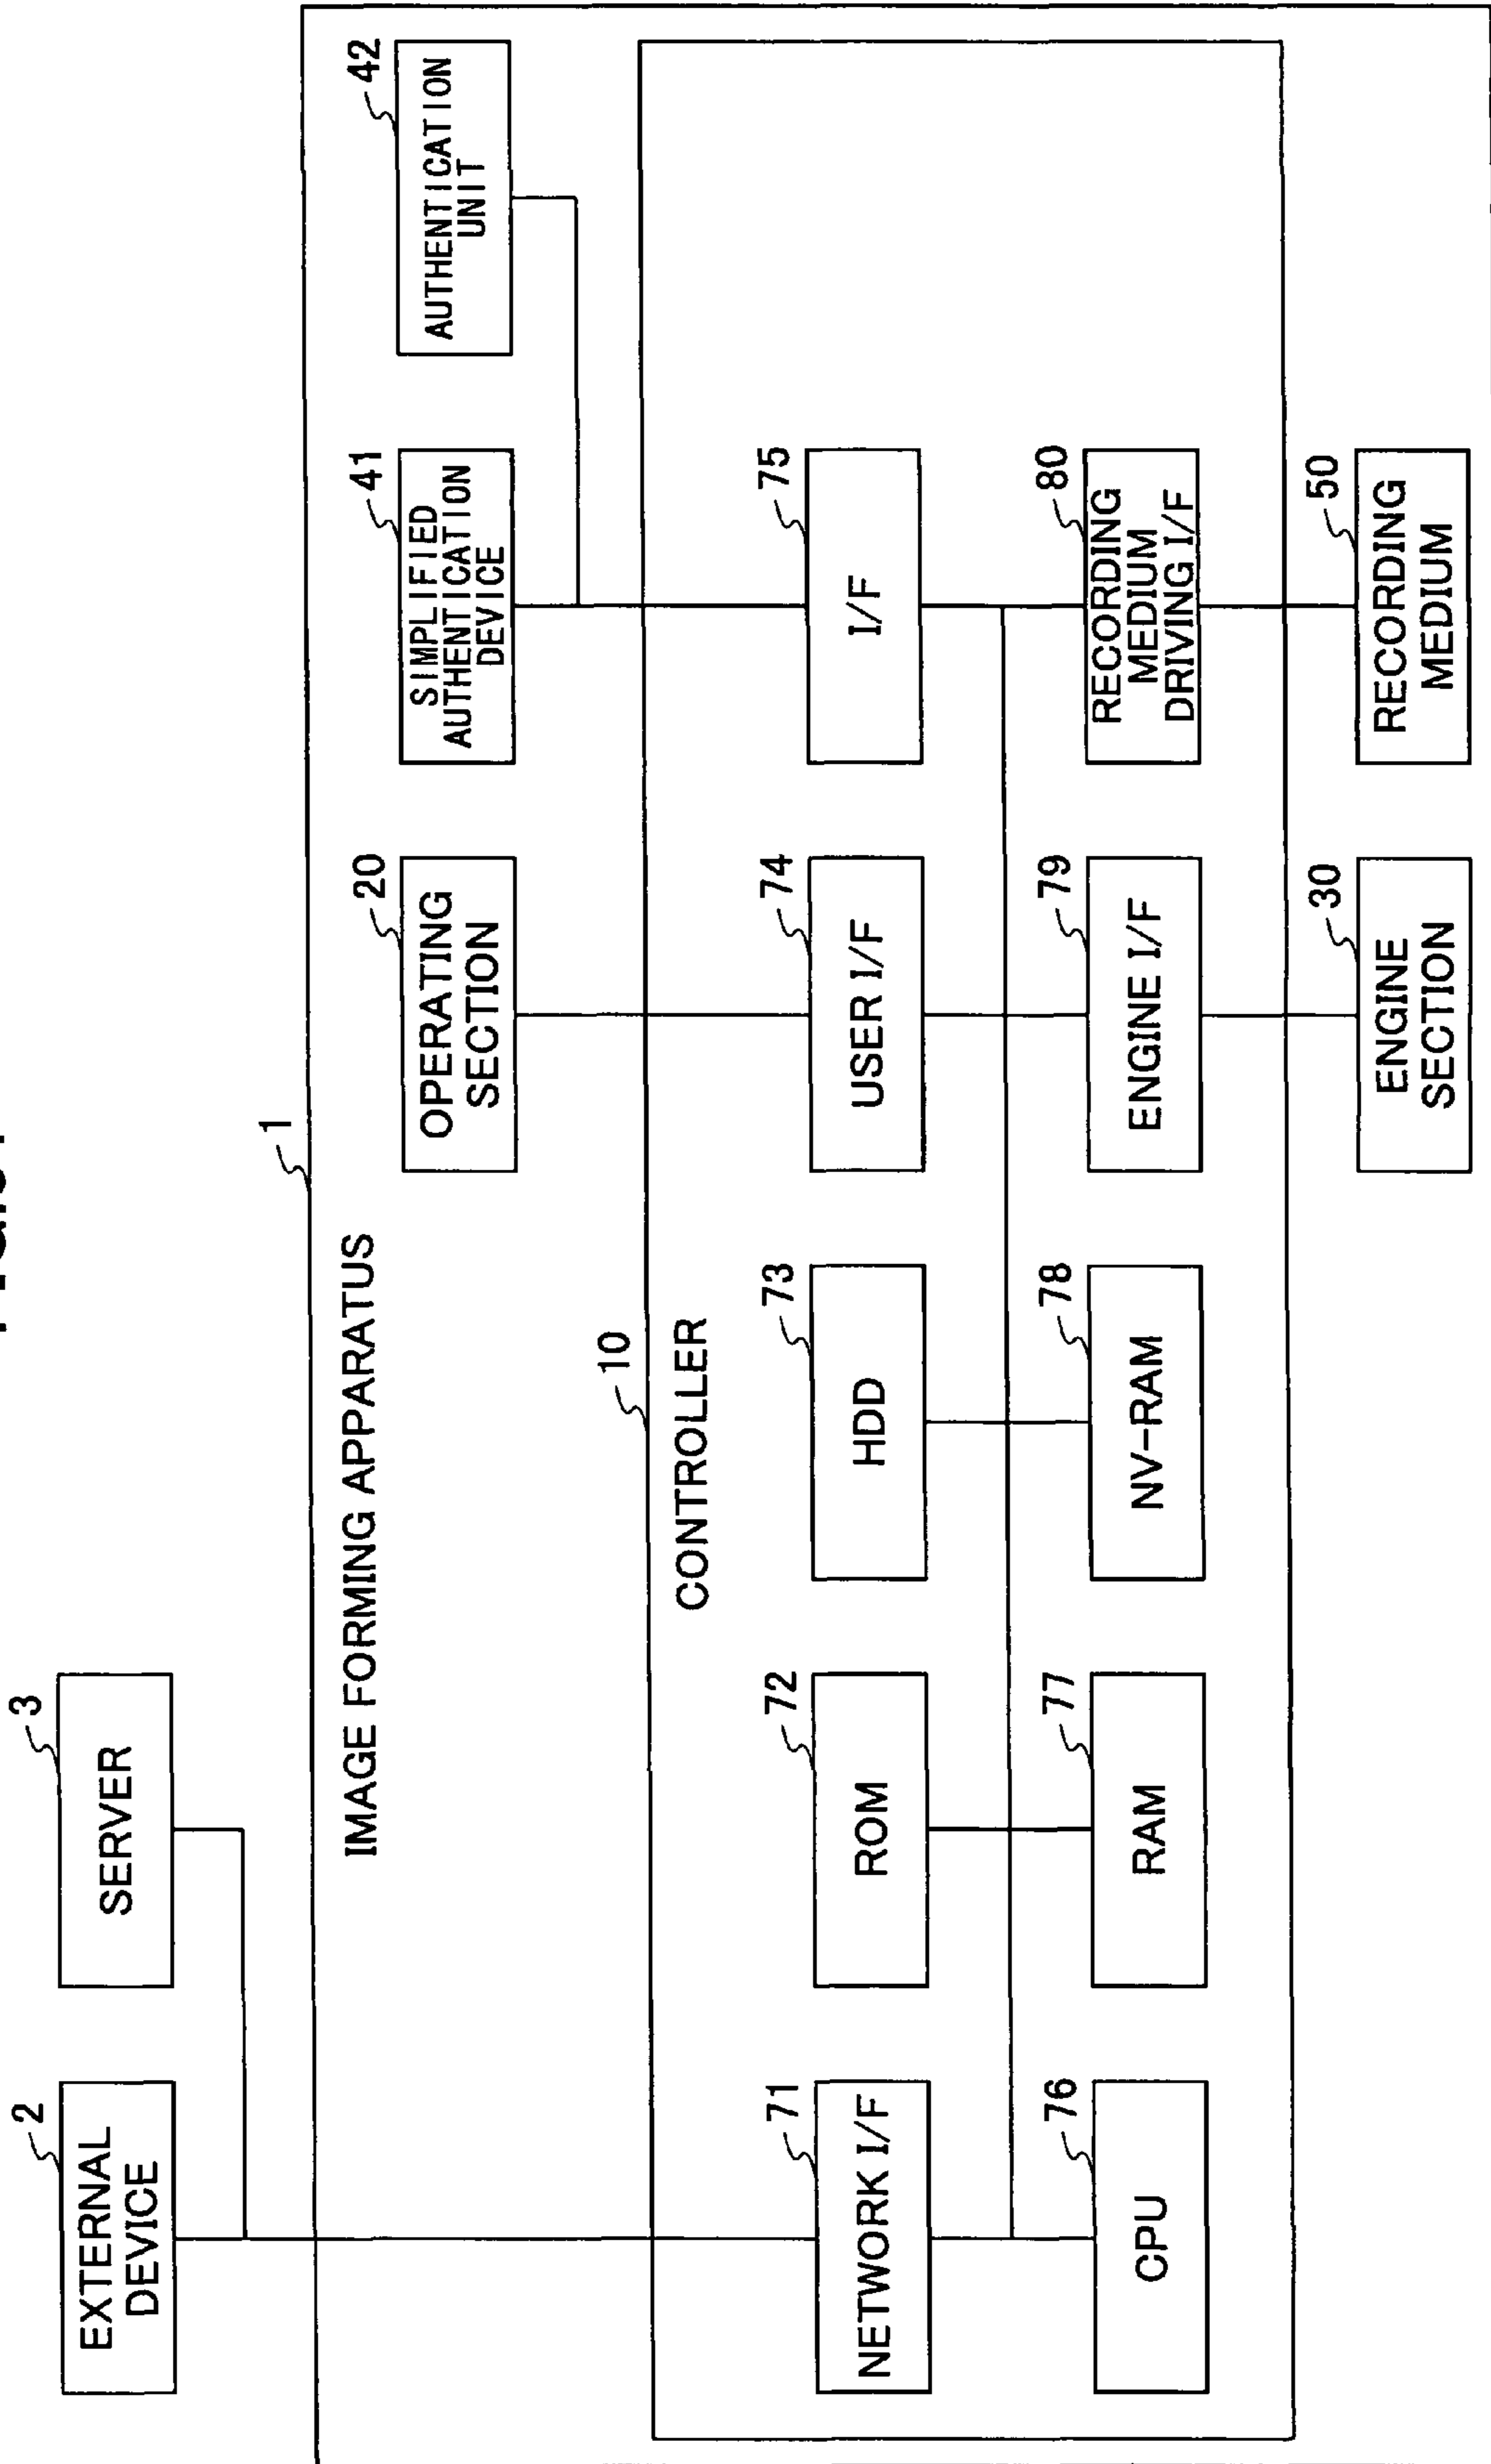 2
EXTERNAL
DEVICE
3
SERVER
1
IMAGE FORMING APPARATUS
20
OPERATING
SECTION
41
SIMPLIFIED
AUTHENTICATION
DEVICE
42
AUTHENTICATION
UNIT
10
CONTROLLER
71
NETWORK I/F
72
ROM
73
HDD
74
USER I/F
75
I/F
76
CPU
77
RAM
78
NV-RAM
79
ENGINE I/F
80
RECORDING
MEDIUM
DRIVING I/F
30
ENGINE
SECTION
50
RECORDING
MEDIUM